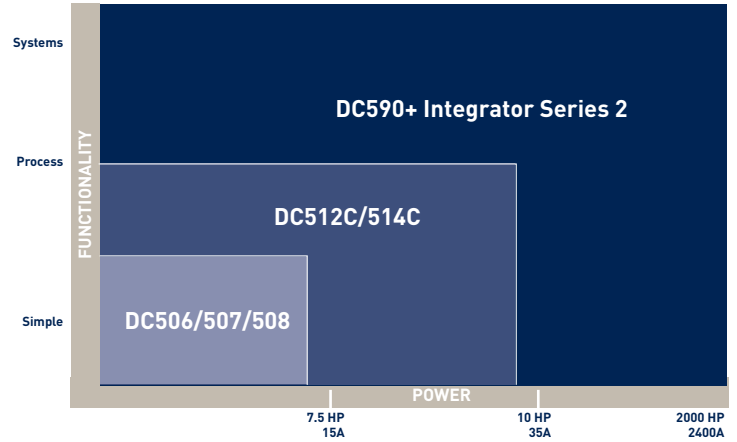 Systems
DC590+ Integrator Series 2
Process
FUNCTIONALITY
DC512C/514C
Simple
DC506/507/508
POWER
7.5 HP
15A
10 HP
35A
2000 HP
2400A